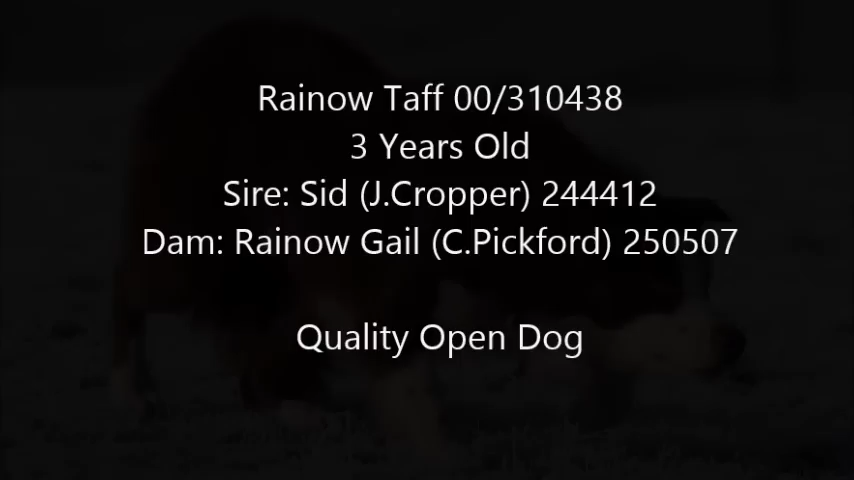 Rainow Taff 00/310438
3 Years Old
Sire: Sid (J.Cropper) 244412
Dam: Rainow Gail (C.Pickford) 250507
Quality Open Dog